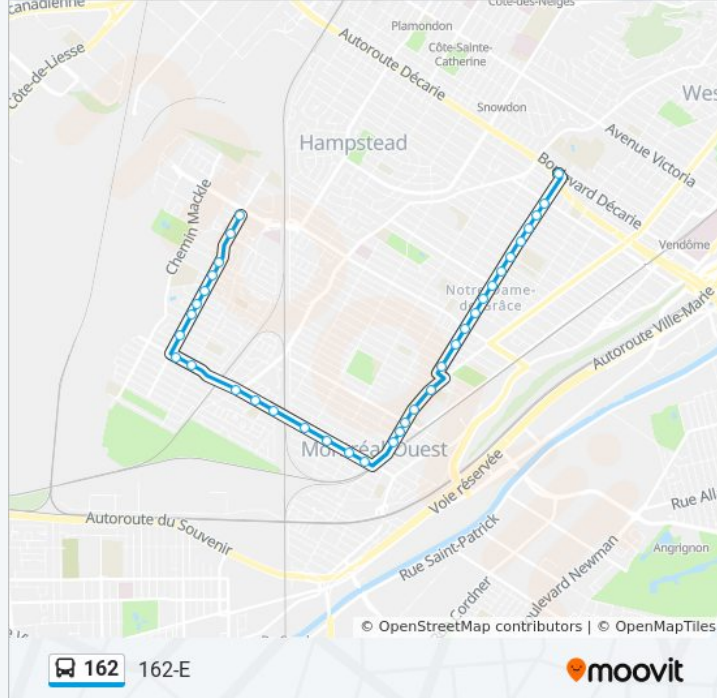 canadienne
Côte-des-Neiges
Plamondon
Côte-de-Liesse
Autoroute Décarie
Côte-Sainte-
Catherine
Wes
Snowdon
Avenue Victoria
Hampstead
Boulevard Décarie
Chemin Mackle
Vendôme
Notre-Dame-
de-Grâce
Autoroute Ville-Marie
Montréal-Ouest
Voie réservée
Rue All
Autoroute du Souvenir
Rue Saint-Patrick
Angrignon
Cordner
oulevard Newman
© OpenStreetMap contributors | © OpenMapTiles
162 162-E
moovit